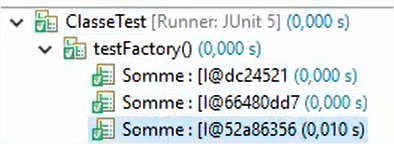 ClasseTest [Runner: JUnit 5] (0,000 s)
testFactory() (0,000 s)
Somme : [I@dc24521 (0,000 s)
Somme : [I@66480dd7 (0,000 s)
Somme : [I@52a86356 (0,010 s)